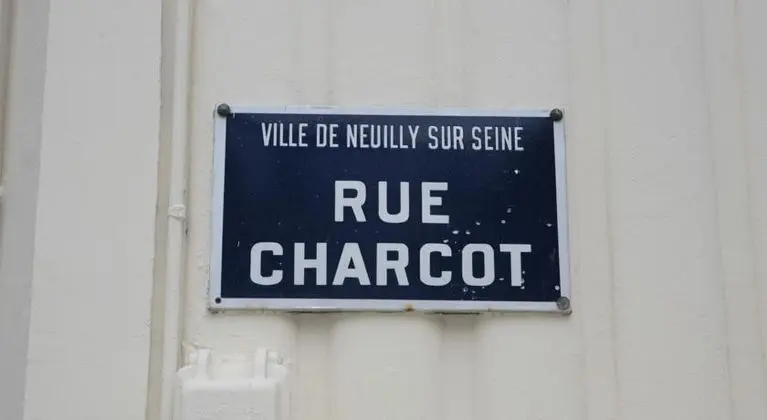 VILLE DE NEUILLY SUR SEINE
RUE
CHARCOT